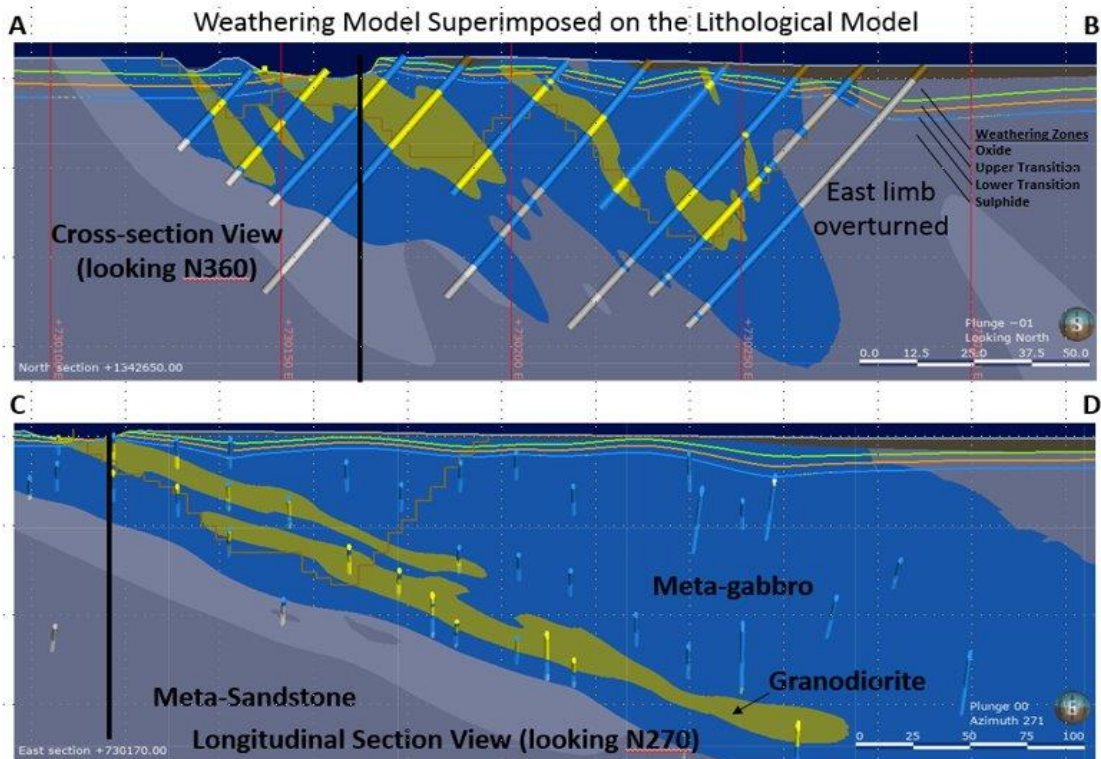 A
Weathering Model Superimposed on the Lithological Model
B
Weathering Zones
Oxide
Upper Transition
Lower Transition
Sulphide
East limb
overturned
Cross-section View
(looking N360)
+730150 E
+730200 E
+730250 E
S
Plunge −01
Looking North
0.0 12.5 25.0 37.5 50.0
North section +1342650.00
C
D
Meta-gabbro
Granodiorite
Meta-Sandstone
Longitudinal Section View (looking N270)
Plunge 00
Azimuth 271
E
0 25 50 75 100
East section +730170.00